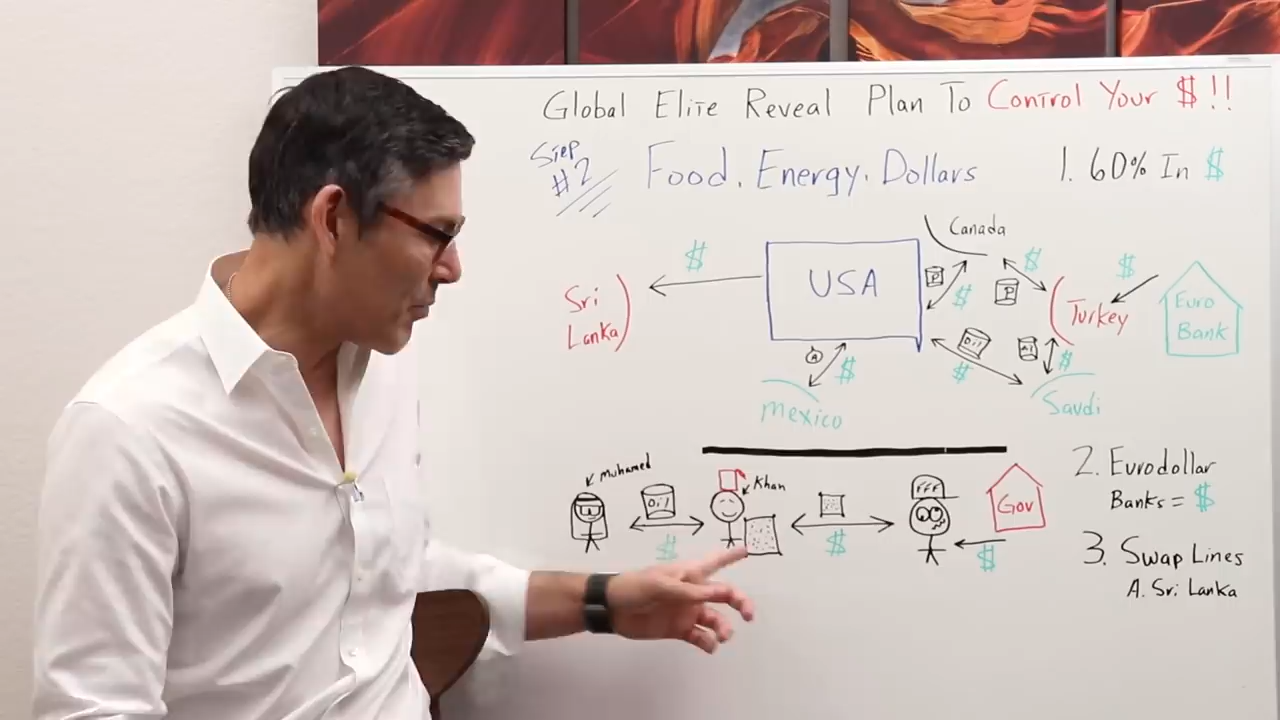 Global Elite Reveal Plan To Control Your $!!
Step #2
Food, Energy, Dollars
1. 60% In $
Canada
$
USA
$
$
Sri Lanka
P
$
P
Turkey
Euro Bank
Oil
$
$
$
Mexico
Saudi
2. Eurodollar
Banks = $
Muhamed
Khan
Oil
$
$
FFF
Gov
$
3. Swap Lines
A. Sri Lanka